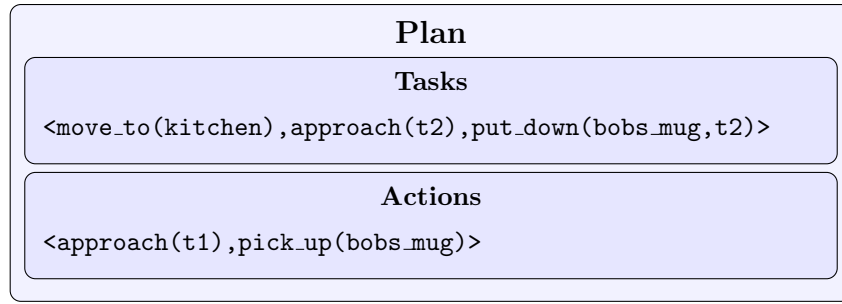 Plan
Tasks
<move_to(kitchen),approach(t2),put_down(bobs_mug,t2)>
Actions
<approach(t1),pick_up(bobs_mug)>